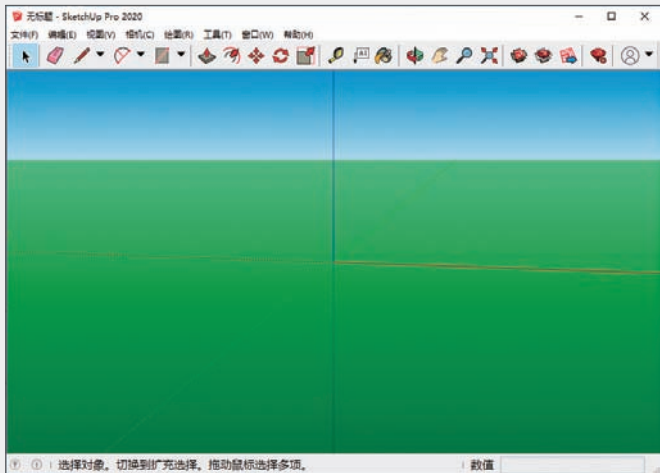 无标题 - SketchUp Pro 2020
文件(F) 编辑(E) 视图(V) 相机(C) 绘图(R) 工具(T) 窗口(W) 帮助(H)
A1
选择对象。切换到扩充选择。拖动鼠标选择多项。 数值